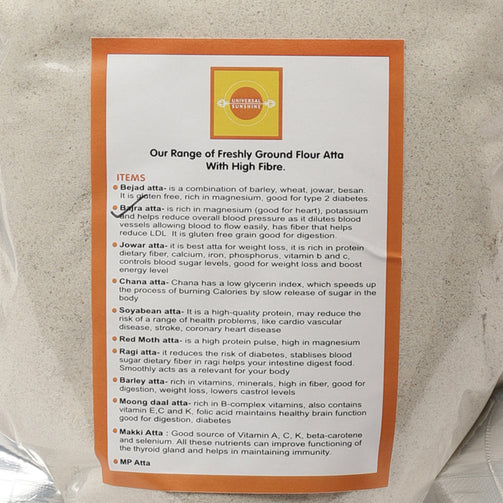 UNIVERSAL
SUNSHINE
Our Range of Freshly Ground Flour Atta
With High Fibre.
ITEMS
Bejad atta- is a combination of barley, wheat, jowar, besan.
It is gluten free, rich in magnesium, good for type 2 diabetes.
Bajra atta- is rich in magnesium (good for heart), potassium
and helps reduce overall blood pressure as it dilutes blood
vessels allowing blood to flow easily, has fiber that helps
reduce LDL. It is gluten free grain good for digestion.
Jowar atta- it is best atta for weight loss, it is rich in protein
dietary fiber, calcium, iron, phosphorus, vitamin b and c,
controls blood sugar levels, good for weight loss and boost
energy level
Chana atta- Chana has a low glycerin index, which speeds up
the process of burning Calories by slow release of sugar in the
body
Soyabean atta- It is a high-quality protein, may reduce the
risk of a range of health problems, like cardio vascular
disease, stroke, coronary heart disease
Red Moth atta- is a high protein pulse, high in magnesium
Ragi atta- it reduces the risk of diabetes, stablises blood
sugar dietary fiber in ragi helps your intestine digest food.
Smoothly acts as a relevant for your body
Barley atta- rich in vitamins, minerals, high in fiber, good for
digestion, weight loss, lowers castrol levels
Moong daal atta- rich in B-complex vitamins, also contains
vitamin E,C and K, folic acid maintains healthy brain function
good for digestion, diabetes
Makki Atta : Good source of Vitamin A, C, K, beta-carotene
and selenium. All these nutrients can improve functioning of
the thyroid gland and helps in maintaining immunity.
MP Atta